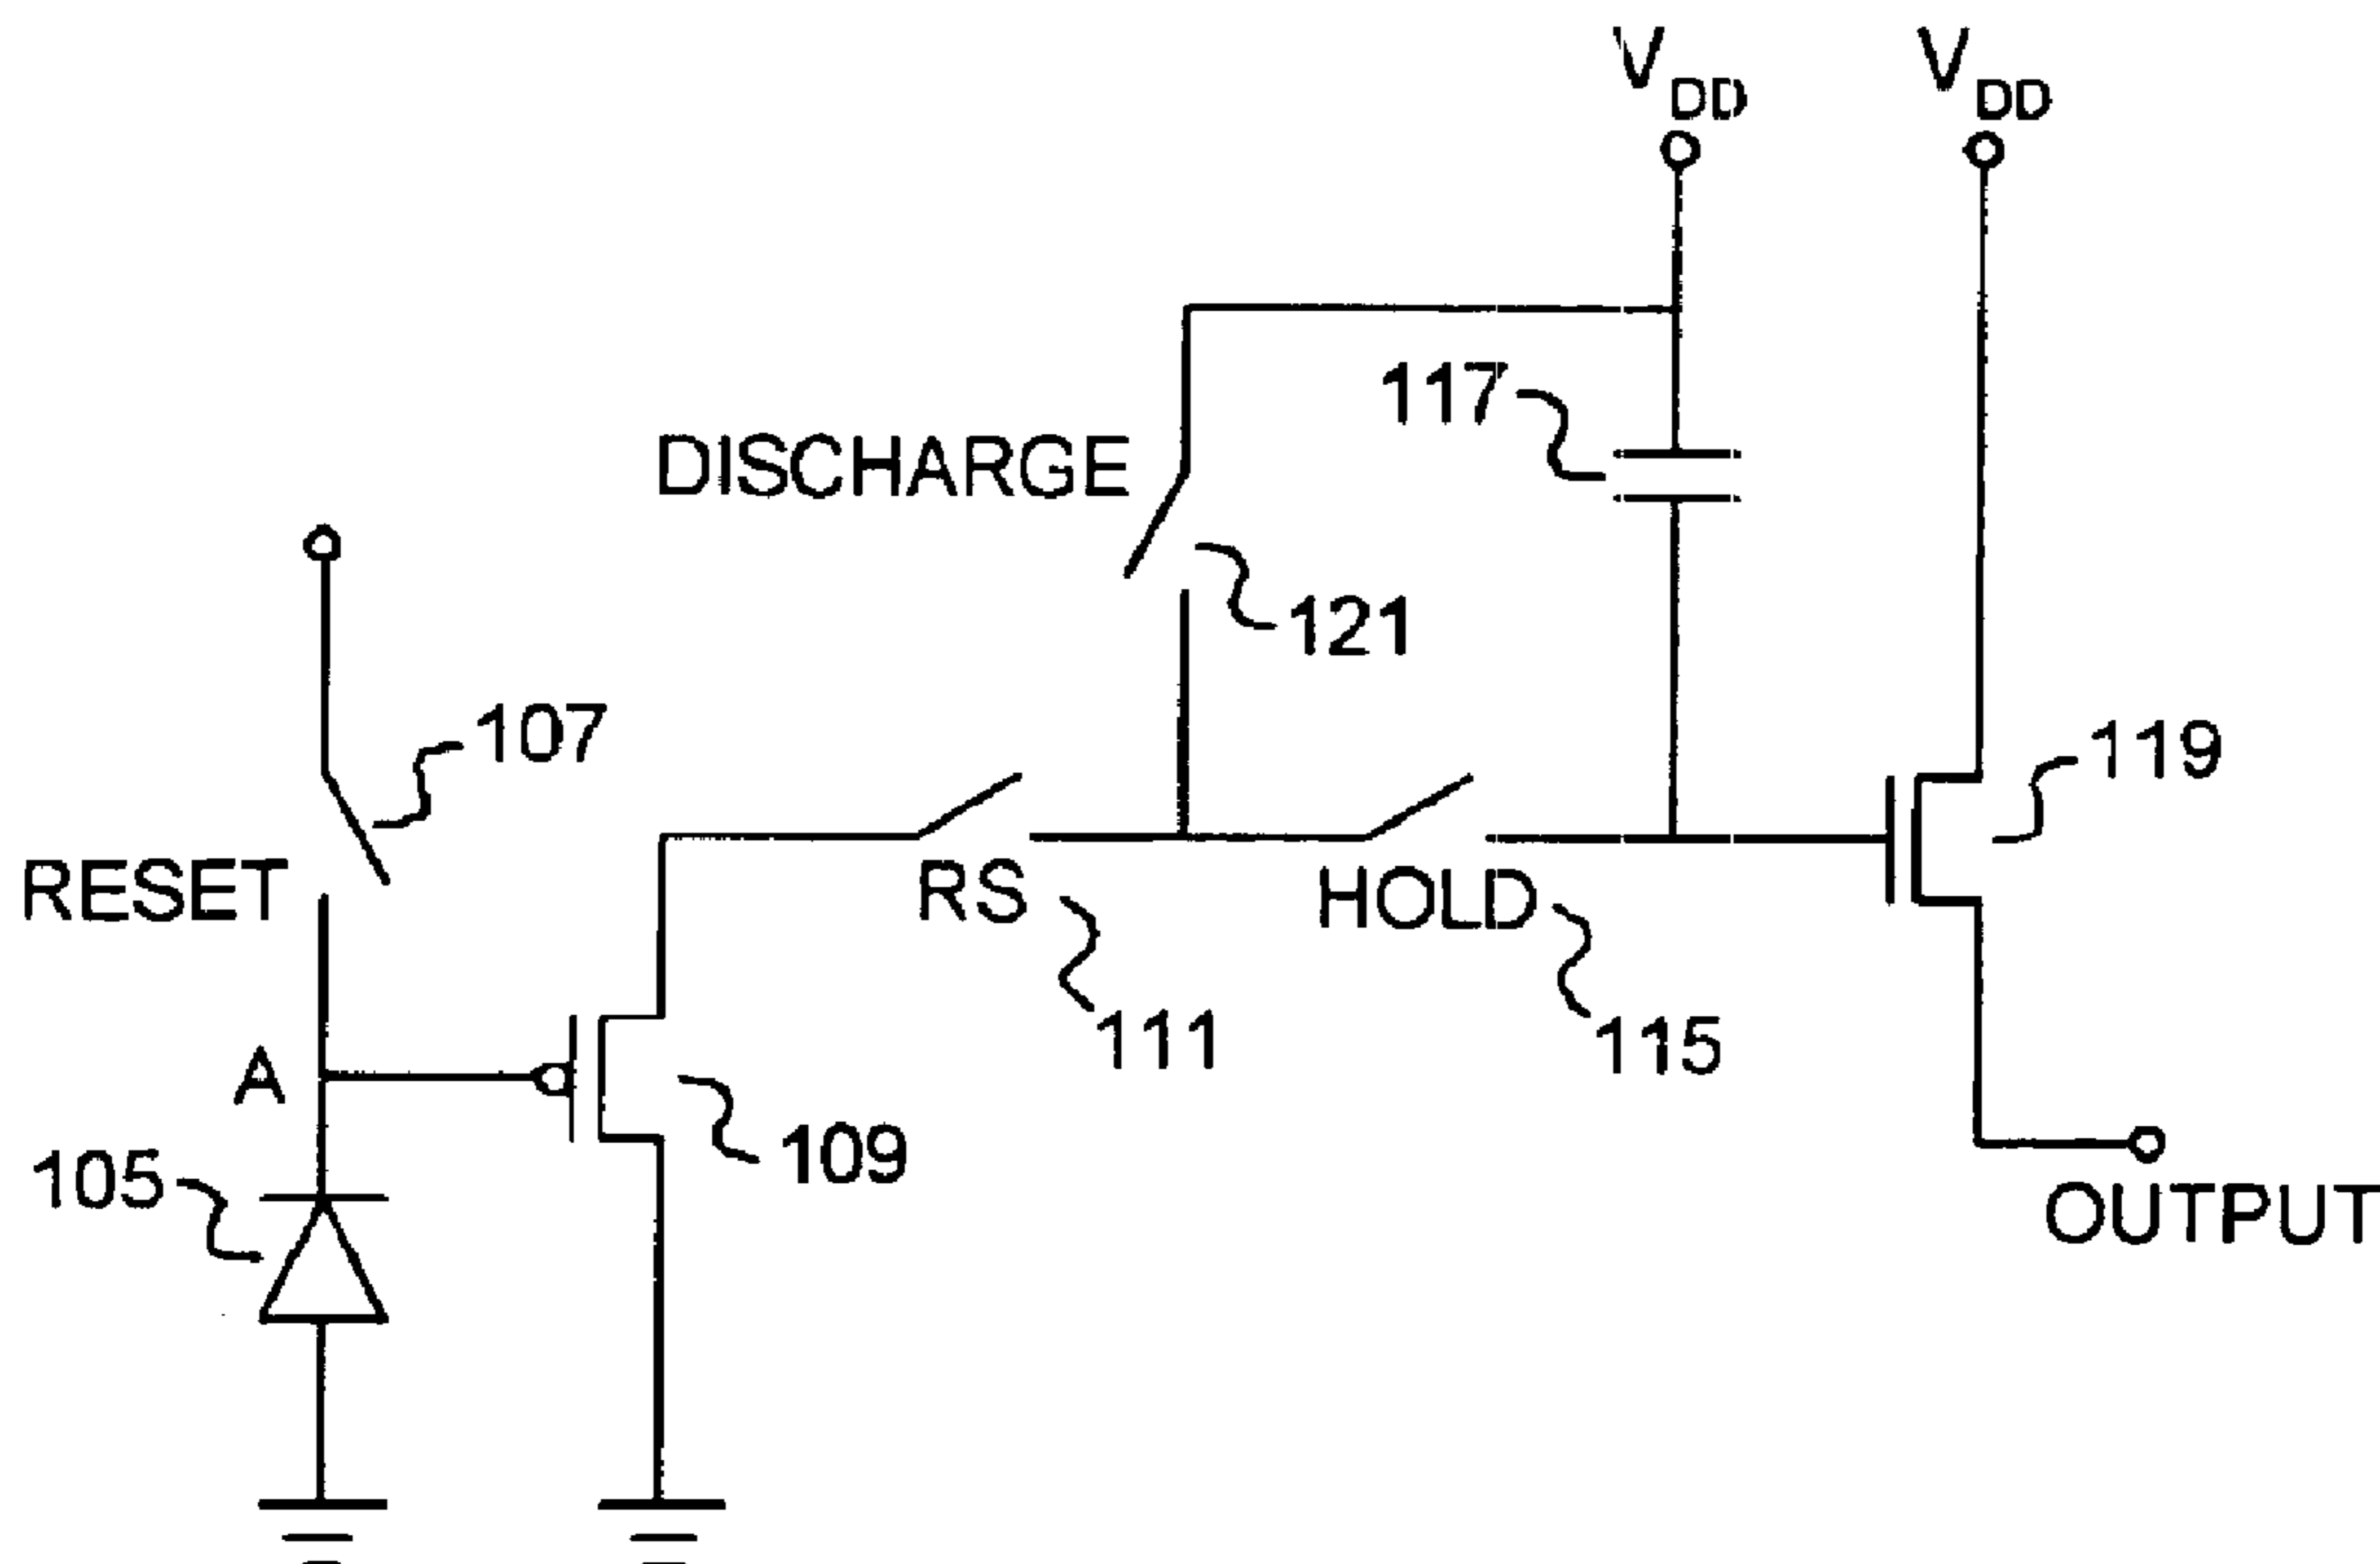 VDD VDD
117
DISCHARGE
121
107
119
RESET
RS
HOLD
111
115
A
109
105
OUTPUT